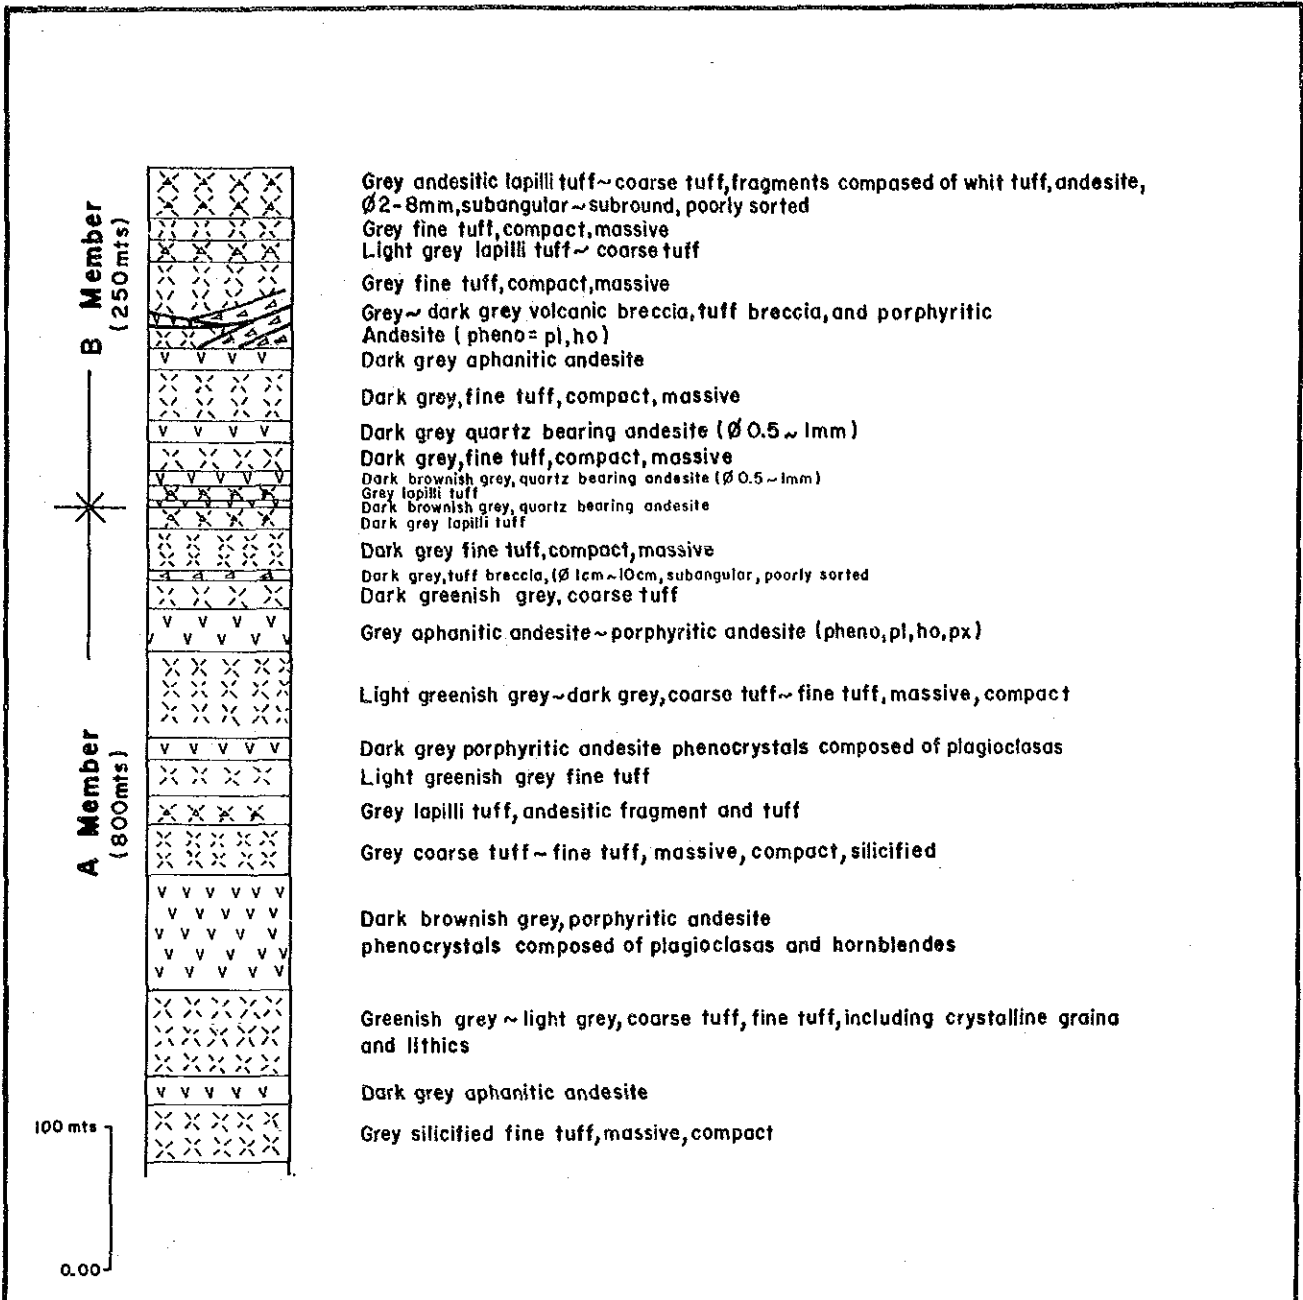 B Member
(250mts)
A Member
(800mts)
Grey andesitic lapilli tuff~coarse tuff,fragments composed of whit tuff,andesite,
Ø2-8mm,subangular~subround, poorly sorted
Grey fine tuff,compact,massive
Light grey lapilli tuff~ coarse tuff
Grey fine tuff,compact,massive
Grey~ dark grey volcanic breccia,tuff breccia,and porphyritic
Andesite (pheno= pl,ho)
Dark grey aphanitic andesite
Dark grey,fine tuff,compact,massive
Dark grey quartz bearing andesite (Ø 0.5~1mm)
Dark grey,fine tuff,compact,massive
Dark brownish grey,quartz bearing andesite (Ø 0.5~1mm)
Grey lapilli tuff
Dark brownish grey,quartz bearing andesite
Dark grey lapilli tuff
Dark grey fine tuff,compact,massive
Dark grey,tuff breccia,(Ø 1cm~10cm,subangular,poorly sorted
Dark greenish grey,coarse tuff
Grey aphanitic andesite~porphyritic andesite (pheno,pl,ho,px)
Light greenish grey~dark grey,coarse tuff~fine tuff,massive,compact
Dark grey porphyritic andesite phenocrystals composed of plagioclasas
Light greenish grey fine tuff
Grey lapilli tuff,andesitic fragment and tuff
Grey coarse tuff~fine tuff,massive,compact,silicified
Dark brownish grey,porphyritic andesite
phenocrystals composed of plagioclasas and hornblendes
Greenish grey~light grey,coarse tuff,fine tuff,including crystalline graina
and lithics
Dark grey aphanitic andesite
Grey silicified fine tuff,massive,compact
100 mts
0.00